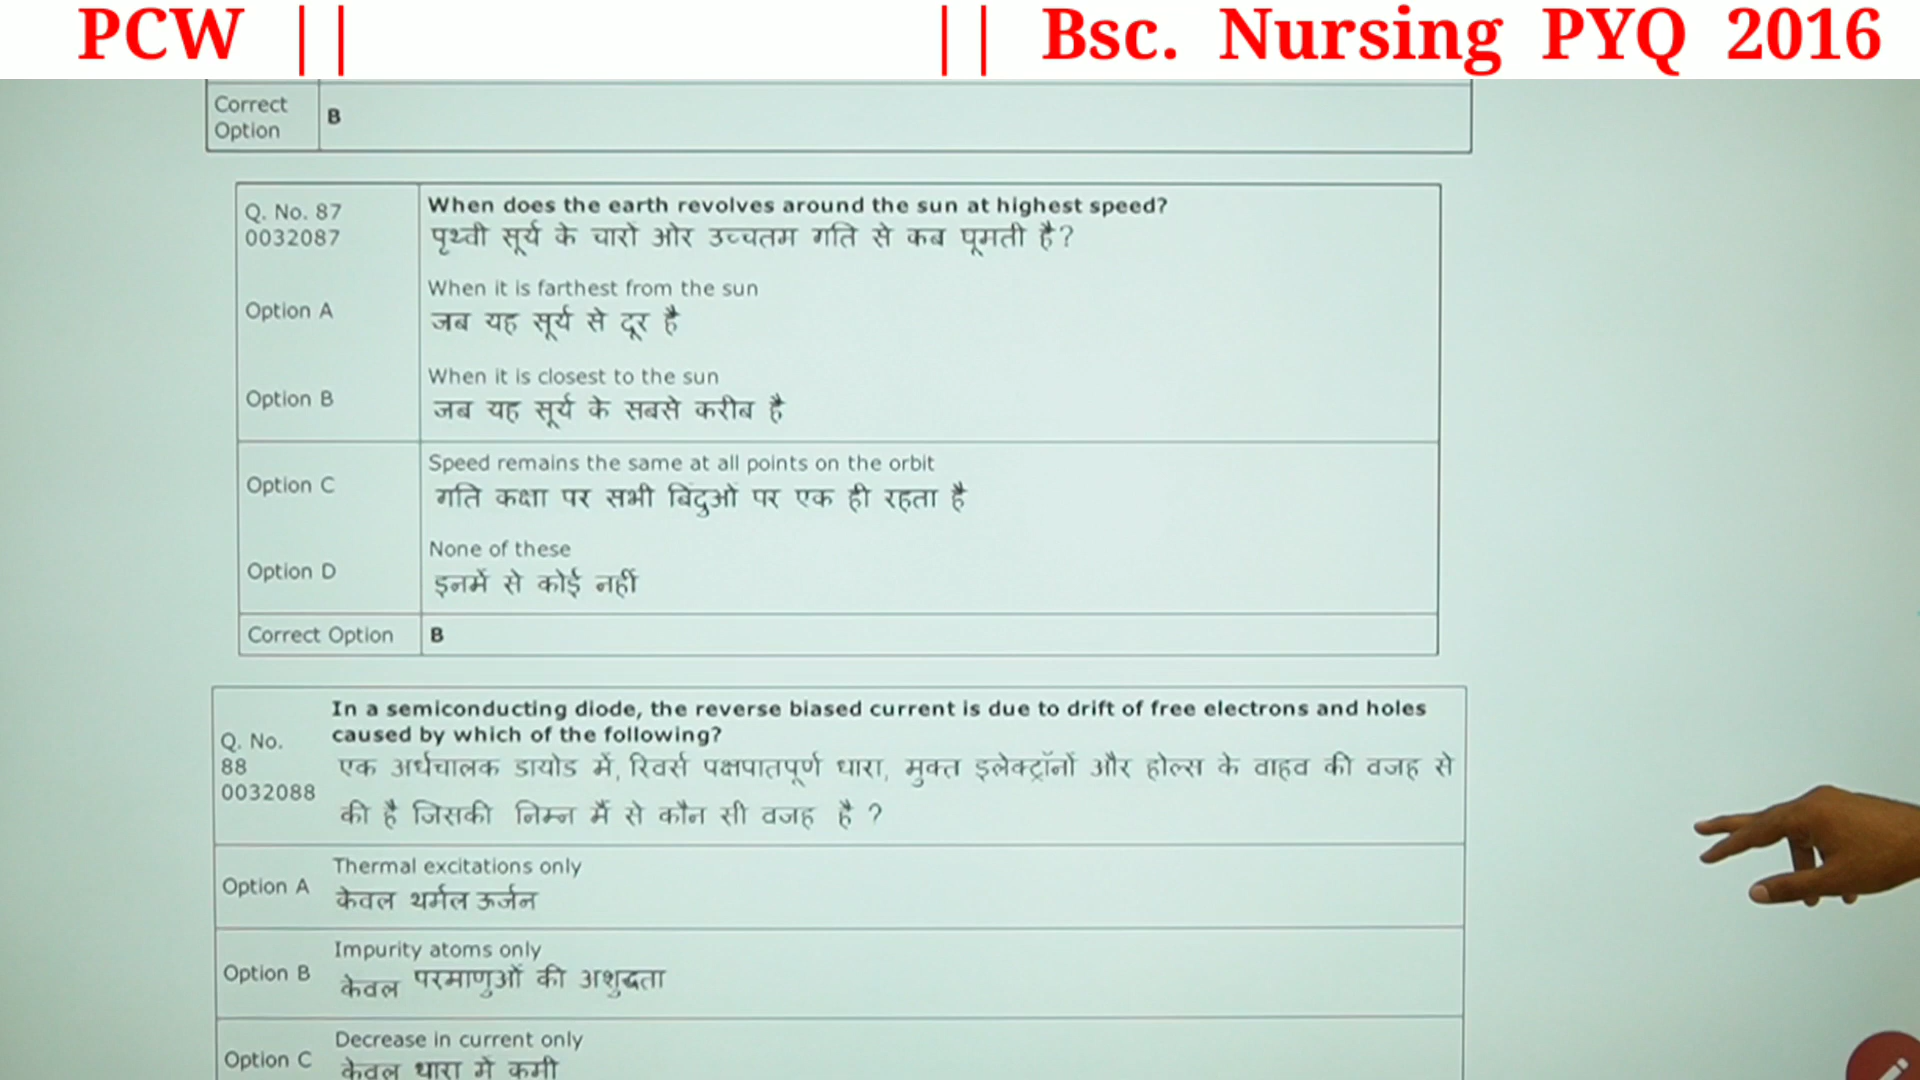 PCW || || Bsc. Nursing PYQ 2016
Correct
Option
B
Q. No. 87
0032087
When does the earth revolves around the sun at highest speed?
पृथ्वी सूर्य के चारों ओर उच्चतम गति से कब घूमती है?
Option A
When it is farthest from the sun
जब यह सूर्य से दूर है
Option B
When it is closest to the sun
जब यह सूर्य के सबसे करीब है
Option C
Speed remains the same at all points on the orbit
गति कक्षा पर सभी बिंदुओं पर एक ही रहता है
Option D
None of these
इनमें से कोई नहीं
Correct Option
B
Q. No.
88
0032088
In a semiconducting diode, the reverse biased current is due to drift of free electrons and holes
caused by which of the following?
एक अर्धचालक डायोड में, रिवर्स पक्षपातपूर्ण धारा, मुक्त इलेक्ट्रॉनों और होल्स के वाहव की वजह से
की है जिसकी निम्न मैं से कौन सी वजह है ?
Option A
Thermal excitations only
केवल थर्मल ऊर्जन
Option B
Impurity atoms only
केवल परमाणुओं की अशुद्धता
Option C
Decrease in current only
केवल धारा में कमी